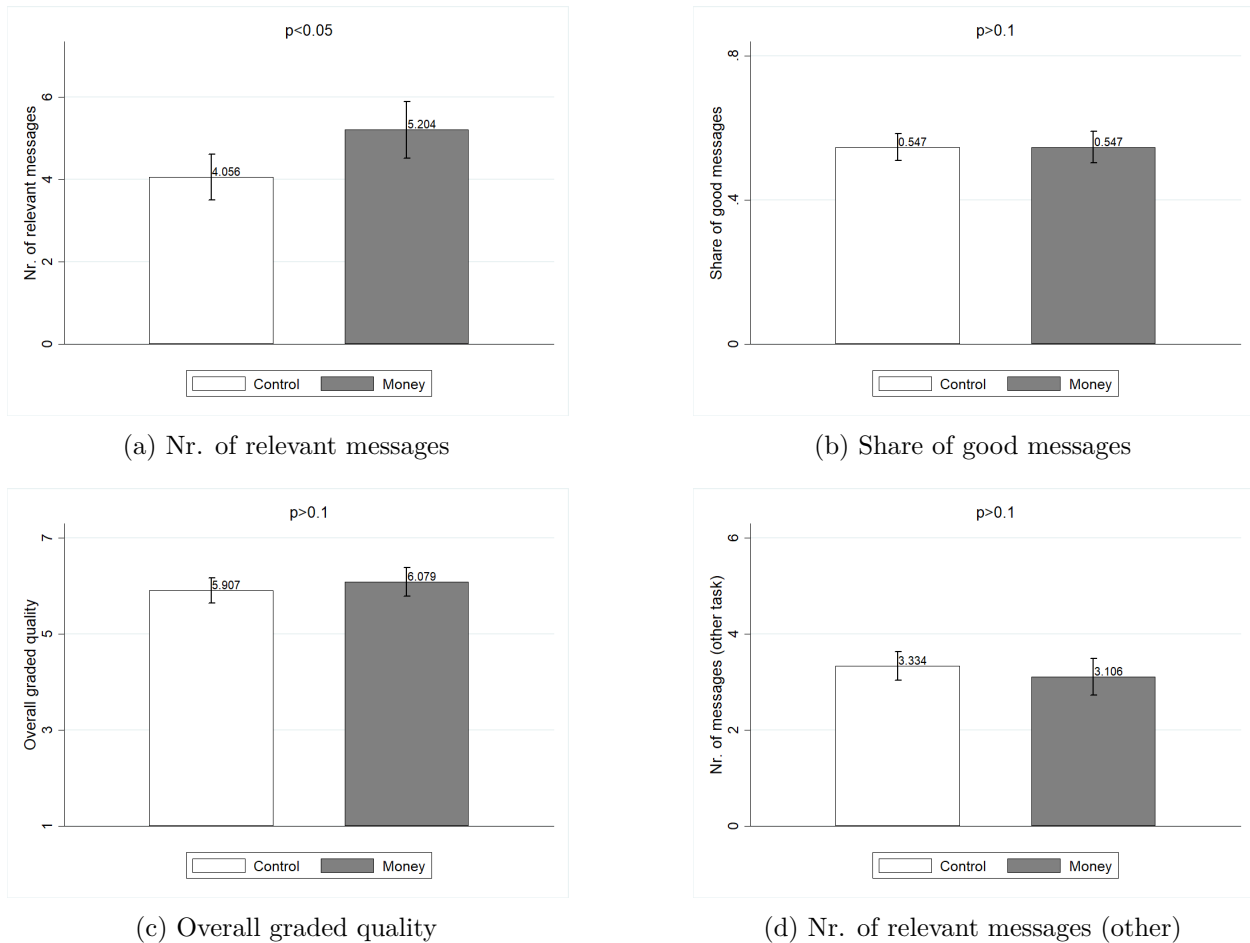 p<0.05
Nr. of relevant messages
6
4
2
0
4.056
5.204
Control Money
(a) Nr. of relevant messages
p>0.1
Share of good messages
.8
.4
0
0.547
0.547
Control Money
(b) Share of good messages
p>0.1
Overall graded quality
7
5
3
1
5.907
6.079
Control Money
(c) Overall graded quality
p>0.1
Nr. of messages (other task)
6
4
2
0
3.334
3.106
Control Money
(d) Nr. of relevant messages (other)